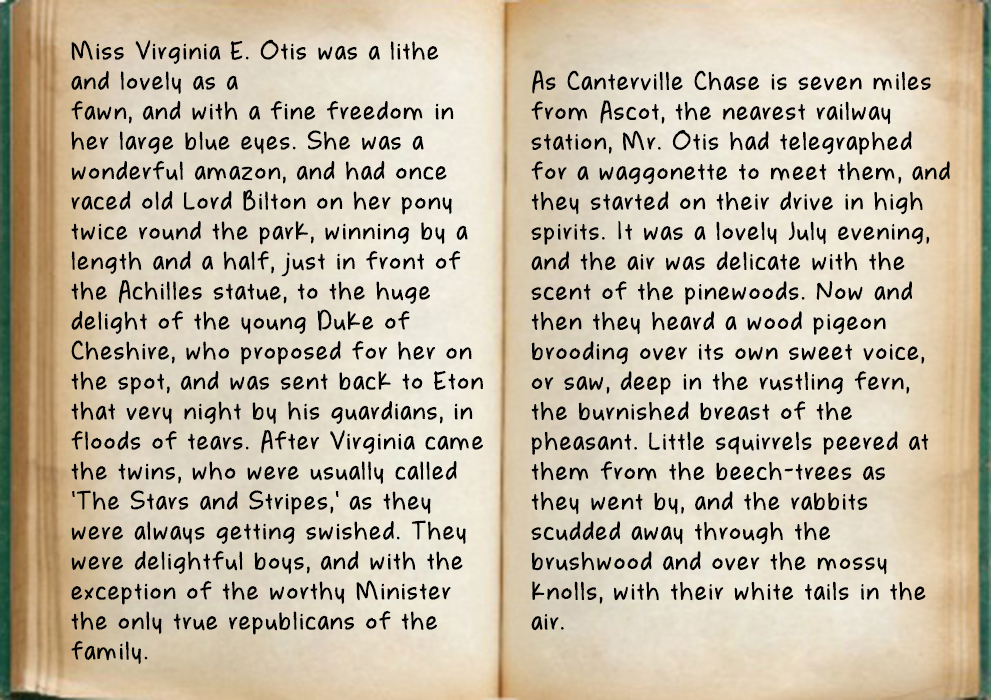 Miss Virginia E. Otis was a lithe
and lovely as a
fawn, and with a fine freedom in
her large blue eyes. She was a
wonderful amazon, and had once
raced old Lord Bilton on her pony
twice round the park, winning by a
length and a half, just in front of
the Achilles statue, to the huge
delight of the young Duke of
Cheshire, who proposed for her on
the spot, and was sent back to Eton
that very night by his guardians, in
floods of tears. After Virginia came
the twins, who were usually called
'The Stars and Stripes,' as they
were always getting swished. They
were delightful boys, and with the
exception of the worthy Minister
the only true republicans of the
family.
As Canterville Chase is seven miles
from Ascot, the nearest railway
station, Mr. Otis had telegraphed
for a waggonette to meet them, and
they started on their drive in high
spirits. It was a lovely July evening,
and the air was delicate with the
scent of the pinewoods. Now and
then they heard a wood pigeon
brooding over its own sweet voice,
or saw, deep in the rustling fern,
the burnished breast of the
pheasant. Little squirrels peered at
them from the beech-trees as
they went by, and the rabbits
scudded away through the
brushwood and over the mossy
knolls, with their white tails in the
air.